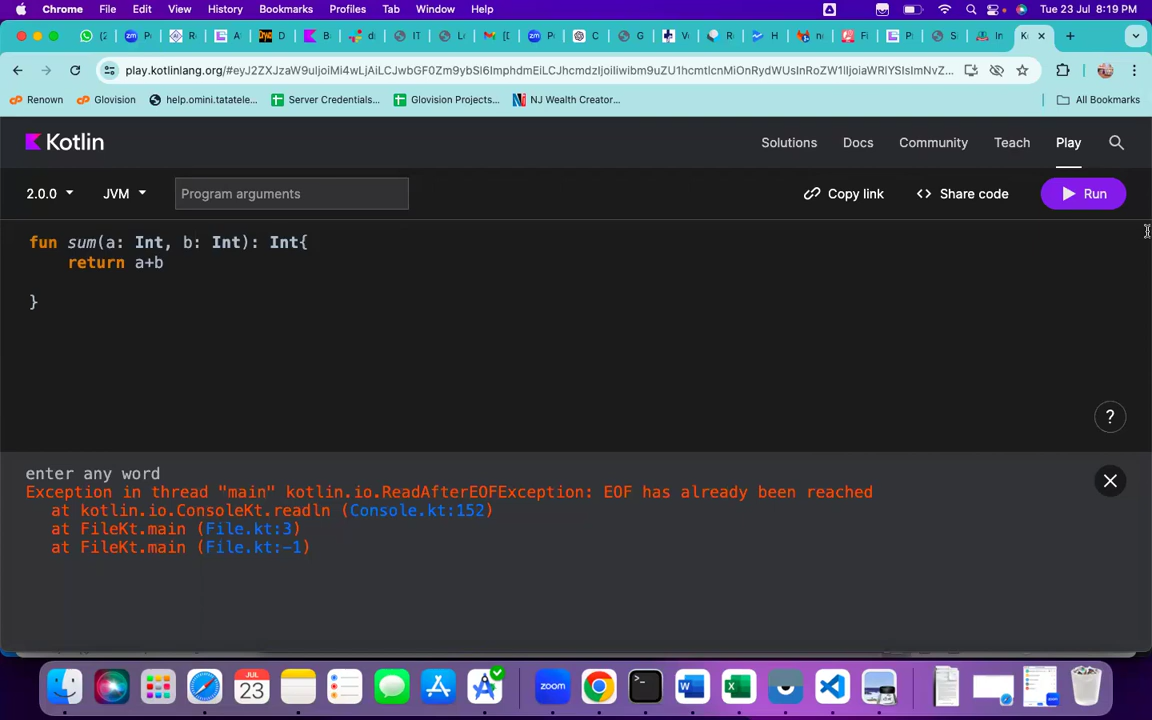 Chrome File Edit View History Bookmarks Profiles Tab Window Help Tue 23 Jul 8:19 PM
play.kotlinlang.org/#eyJ2ZXJzaW9uIjoiMi4wLjAiLCJwbGF0Zm9ybSI6ImphdmEiLCJhcmdzIjoiIiwibm9uZU1hcmtlcnMiOnRydWUsInRoZW1lIjoiaWRlYSIsImNvZ...
Renown Glovision help.omini.tatatele... Server Credentials... Glovision Projects... NJ Wealth Creator... All Bookmarks
Kotlin Solutions Docs Community Teach Play
2.0.0 JVM Program arguments Copy link Share code Run
fun sum(a: Int, b: Int): Int{
return a+b
}
?
enter any word
Exception in thread "main" kotlin.io.ReadAfterEOFException: EOF has already been reached
at kotlin.io.ConsoleKt.readln (Console.kt:152)
at FileKt.main (File.kt:3)
at FileKt.main (File.kt:-1)
JUL
23
zoom